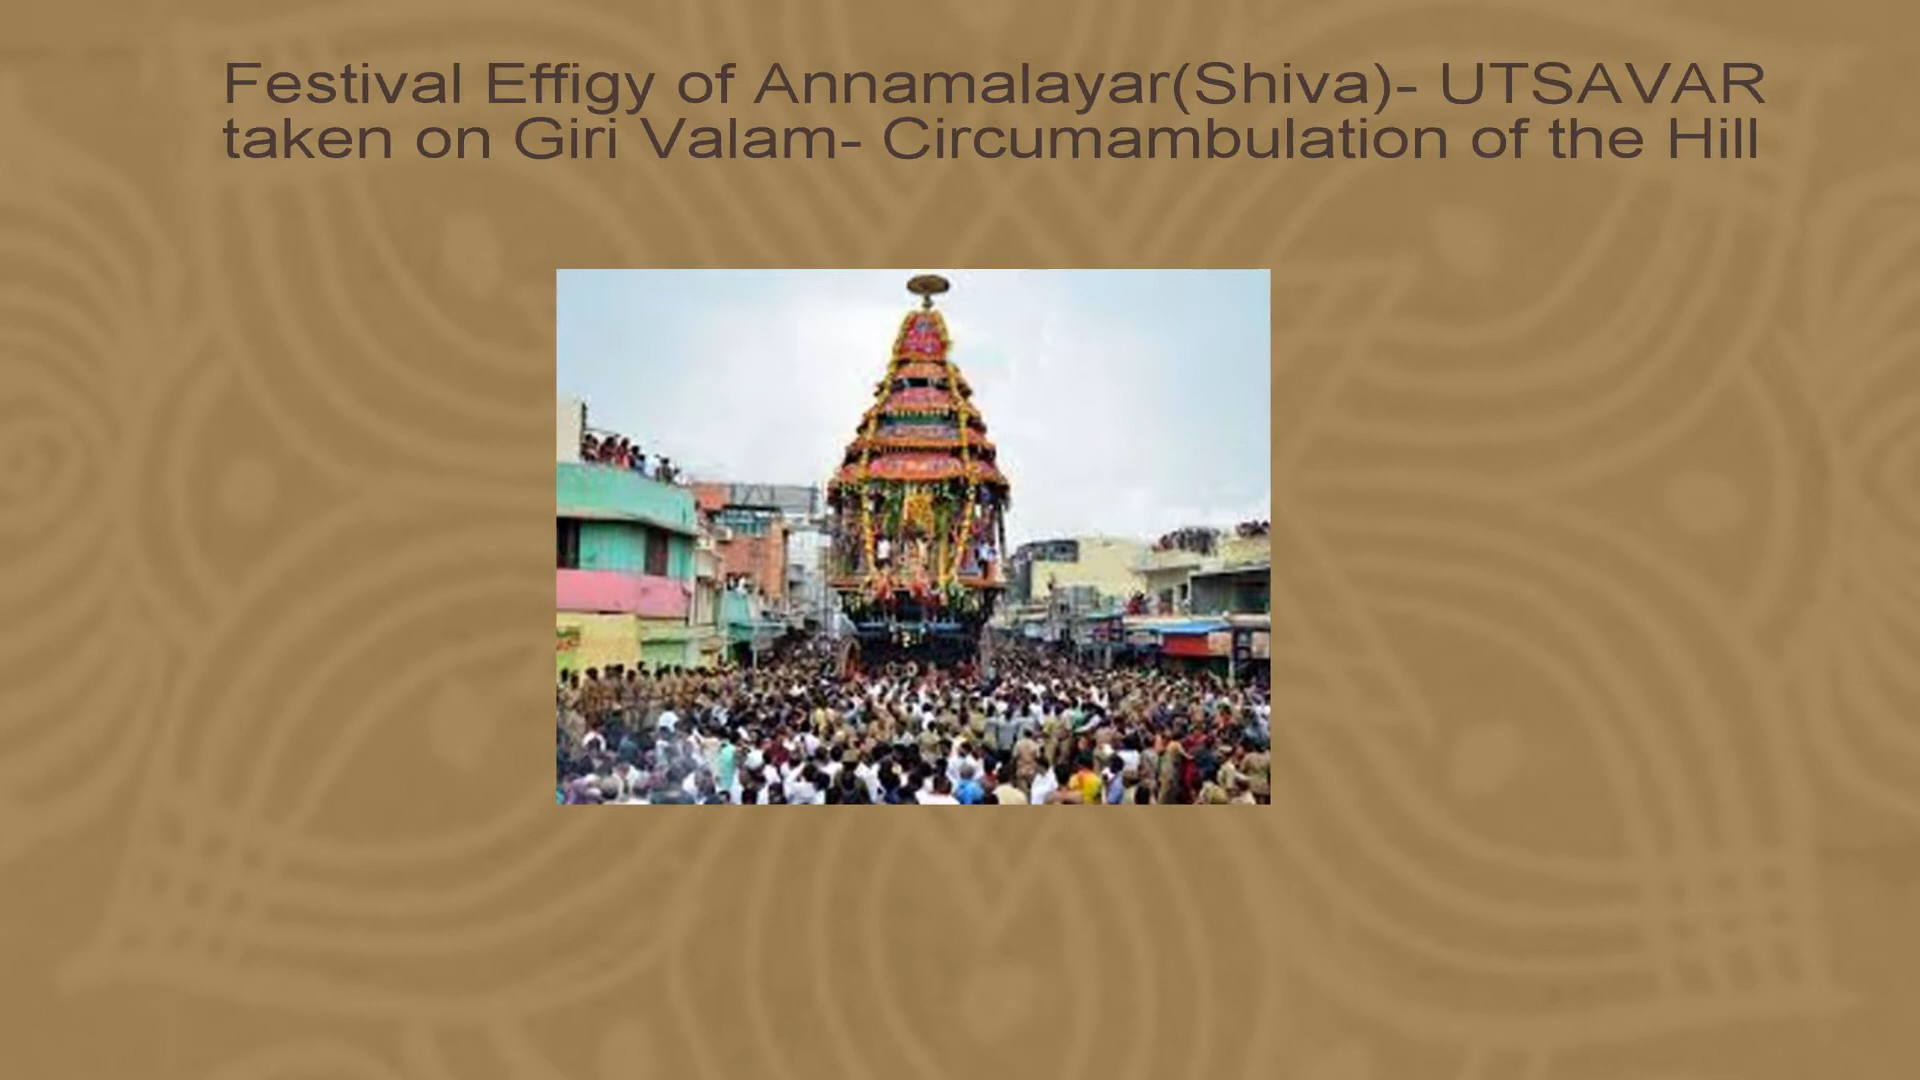 Festival Effigy of Annamalayar(Shiva)- UTSAVAR
taken on Giri Valam- Circumambulation of the Hill